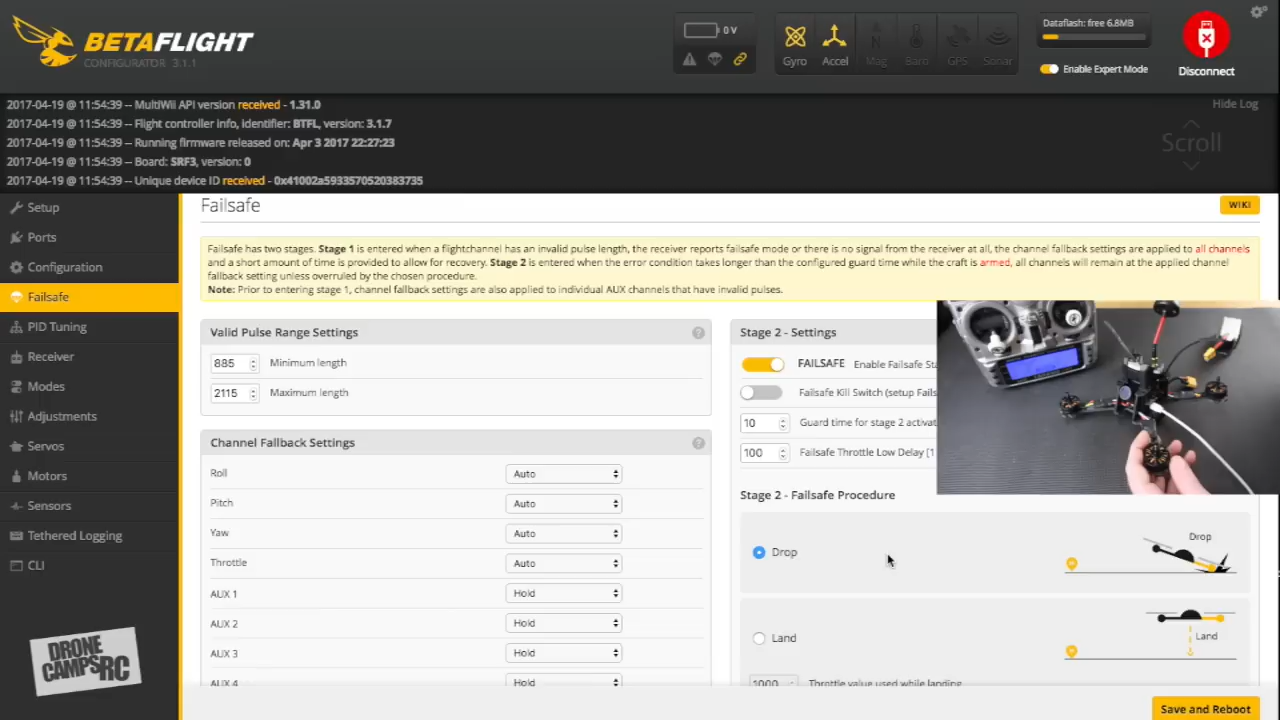 BETAFLIGHT
CONFIGURATOR 3.1.1
0 V
Gyro Accel Mag Baro GPS Sonar
Dataflash: free 6.8MB
Enable Expert Mode
Disconnect
Hide Log
2017-04-19 @ 11:54:39 -- MultiWii API version received - 1.31.0
2017-04-19 @ 11:54:39 -- Flight controller info, identifier: BTFL, version: 3.1.7
2017-04-19 @ 11:54:39 -- Running firmware released on: Apr 3 2017 22:27:23
2017-04-19 @ 11:54:39 -- Board: SRF3, version: 0
2017-04-19 @ 11:54:39 -- Unique device ID received - 0x41002a5933570520383735
Scroll
Setup
Ports
Configuration
Failsafe
PID Tuning
Receiver
Modes
Adjustments
Servos
Motors
Sensors
Tethered Logging
CLI
DRONE
CAMPSRC
Failsafe
WIKI
Failsafe has two stages. Stage 1 is entered when a flightchannel has an invalid pulse length, the receiver reports failsafe mode or there is no signal from the receiver at all, the channel fallback settings are applied to all channels
and a short amount of time is provided to allow for recovery. Stage 2 is entered when the error condition takes longer than the configured guard time while the craft is armed, all channels will remain at the applied channel
fallback setting unless overruled by the chosen procedure.
Note: Prior to entering stage 1, channel fallback settings are also applied to individual AUX channels that have invalid pulses.
Valid Pulse Range Settings ?
885 Minimum length
2115 Maximum length
Channel Fallback Settings ?
Roll Auto
Pitch Auto
Yaw Auto
Throttle Auto
AUX 1 Hold
AUX 2 Hold
AUX 3 Hold
AUX 4 Hold
Stage 2 - Settings
FAILSAFE Enable Failsafe Sta
Failsafe Kill Switch (setup Fails
10 Guard time for stage 2 activat
100 Failsafe Throttle Low Delay [1
Stage 2 - Failsafe Procedure
Drop
Drop
Land
Land
1000 Throttle value used while landing
Save and Reboot